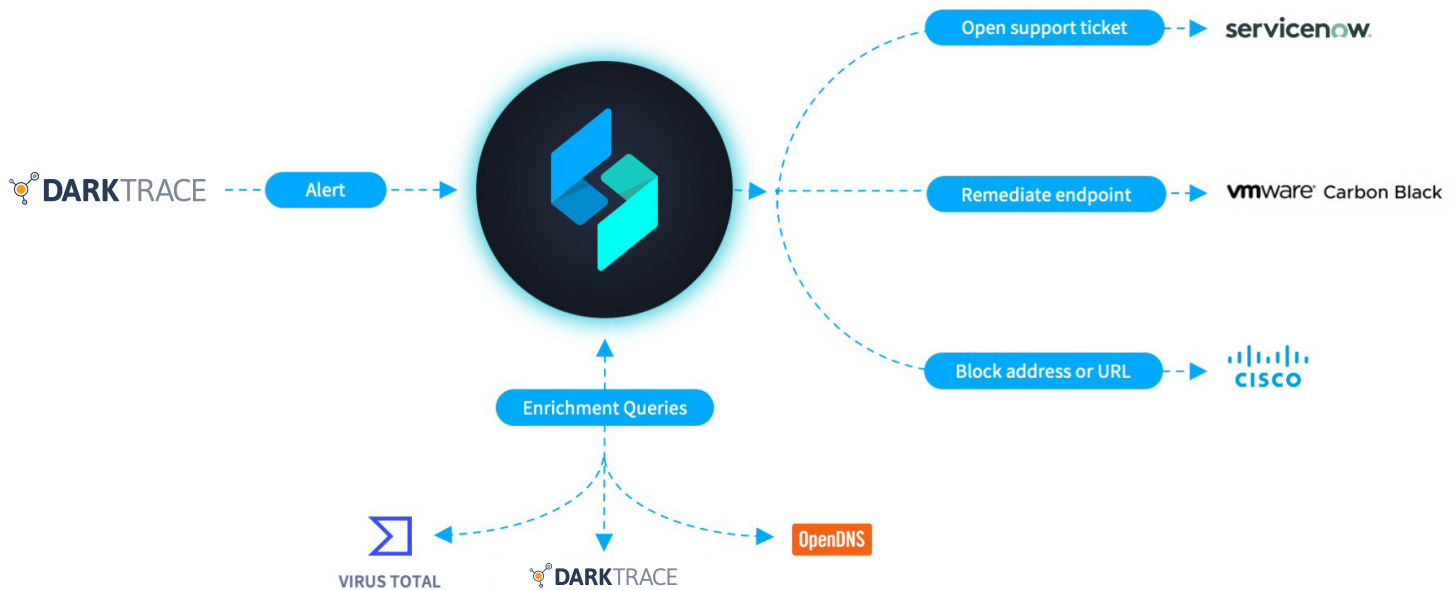 Open support ticket
servicenow.
DARKTRACE
Alert
Remediate endpoint
vmware® Carbon Black
Block address or URL
CISCO
Enrichment Queries
OpenDNS
VIRUS TOTAL
DARKTRACE